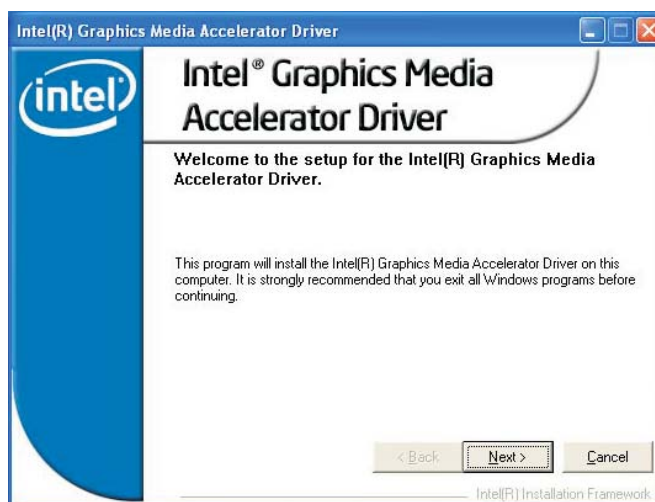 Intel(R) Graphics Media Accelerator Driver
intel
Intel® Graphics Media
Accelerator Driver
Welcome to the setup for the Intel(R) Graphics Media
Accelerator Driver.
This program will install the Intel(R) Graphics Media Accelerator Driver on this
computer. It is strongly recommended that you exit all Windows programs before
continuing.
< Back
Next >
Cancel
Intel(R) Installation Framework